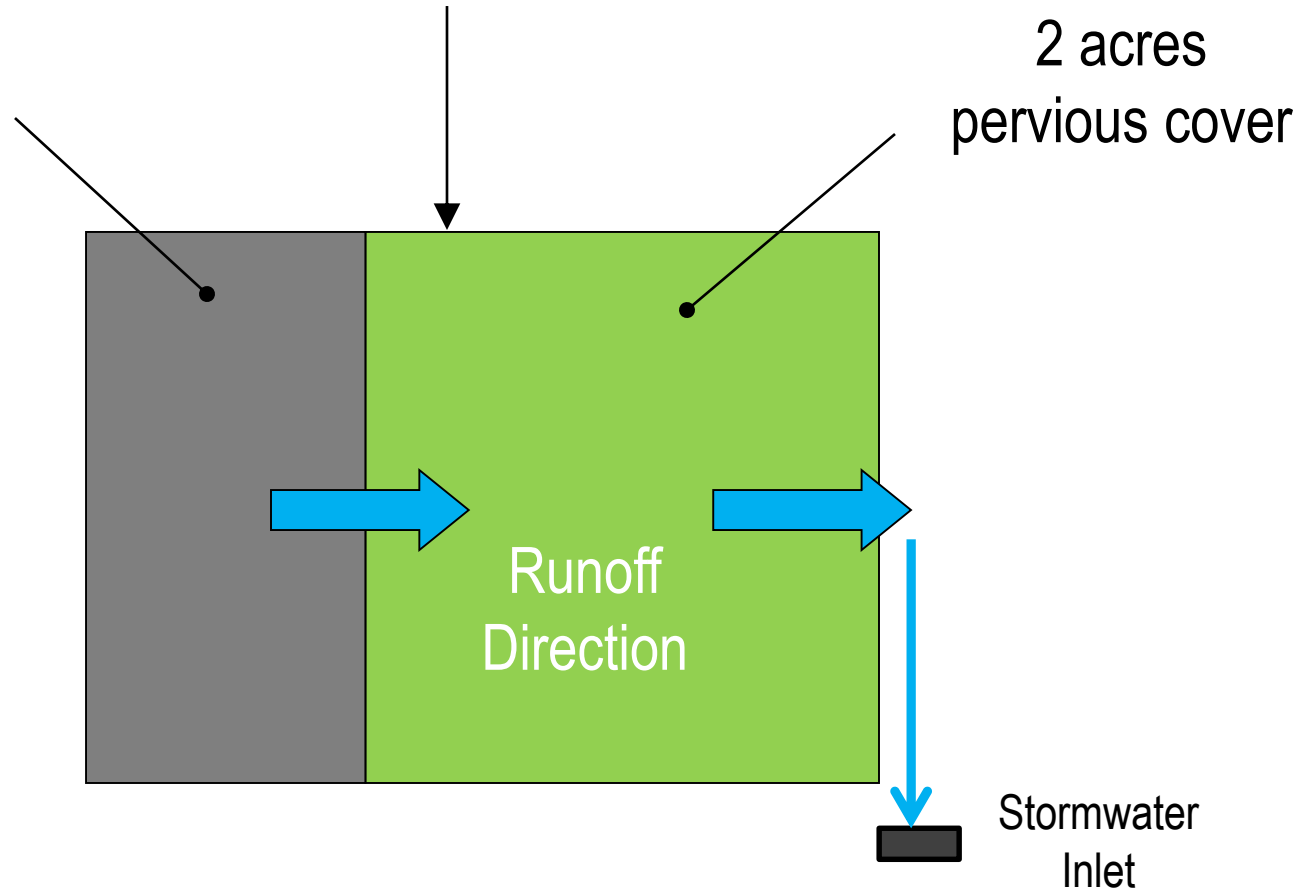 2 acres
pervious cover
Runoff
Direction
Stormwater
Inlet